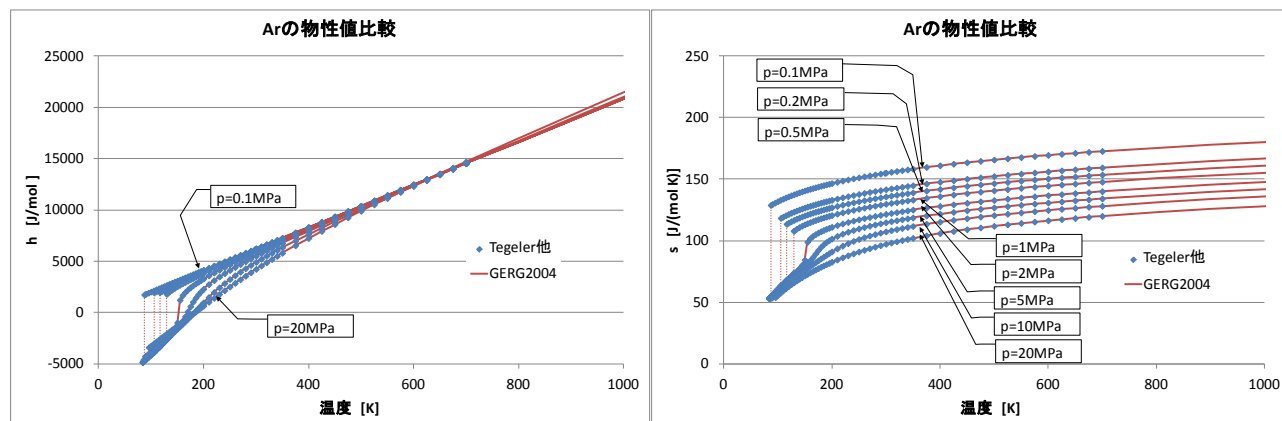 Arの物性値比較
25000
20000
15000
10000
5000
0
-5000
h [J/mol]
p=0.1MPa
p=20MPa
Tegeler他
GERG2004
0
200
400
600
800
1000
温度 [K]
Arの物性値比較
250
200
150
100
50
0
s [J/(mol K)]
p=0.1MPa
p=0.2MPa
p=0.5MPa
p=1MPa
p=2MPa
p=5MPa
p=10MPa
p=20MPa
Tegeler他
GERG2004
0
200
400
600
800
1000
温度 [K]